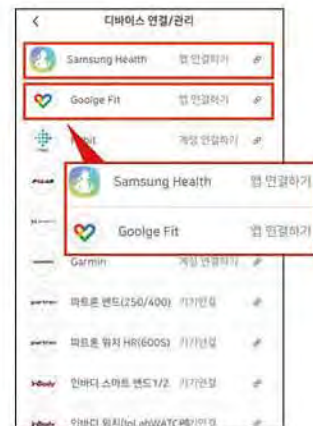 디바이스 연결/관리
Samsung Health 앱 연결하기
Goolge Fit 앱 연결하기
계정 연결하기
Samsung Health 앱 연결하기
Goolge Fit 앱 연결하기
Garmin 계정 연결하기
파트론 밴드(250/400) 기기연결
파트론 워치 HR(600S) 기기연결
InBody 인바디 스마트 밴드1/2 기기연결
InBody 인바디 워치(InLabWATCH 기기연결